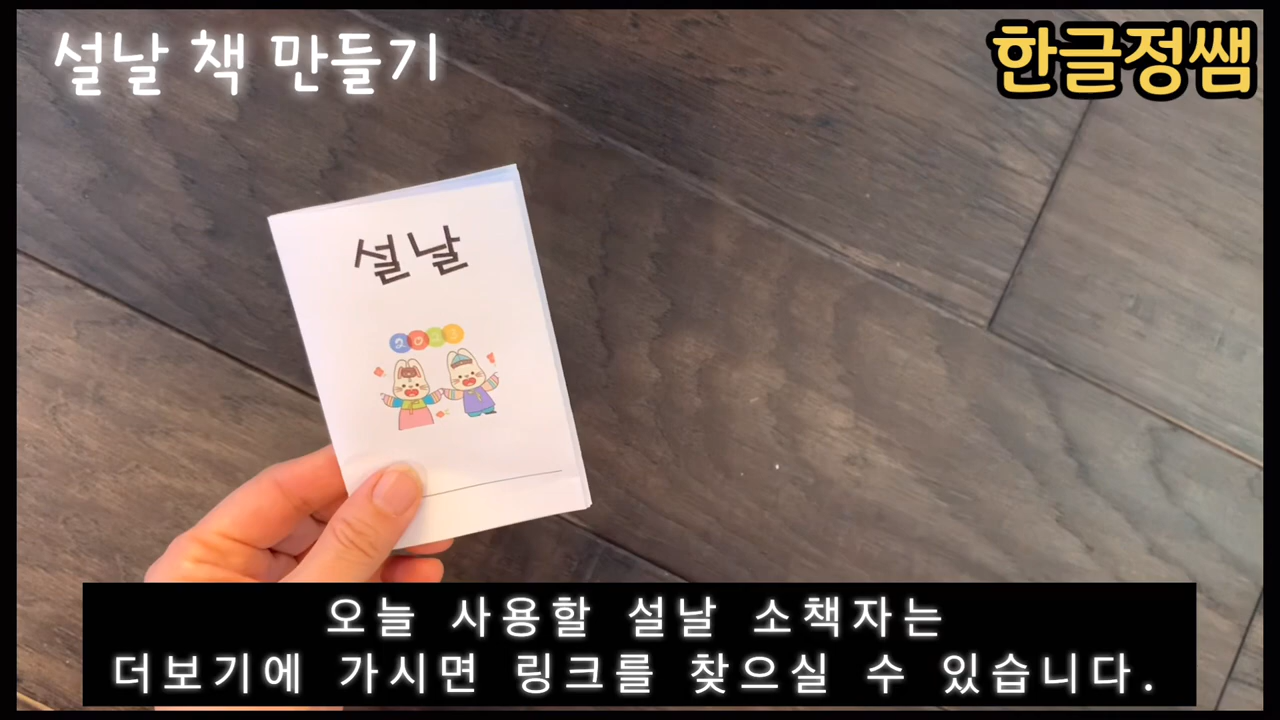 설날 책 만들기
한글정쌤
설날
2023
오늘 사용할 설날 소책자는
더보기에 가시면 링크를 찾으실 수 있습니다.